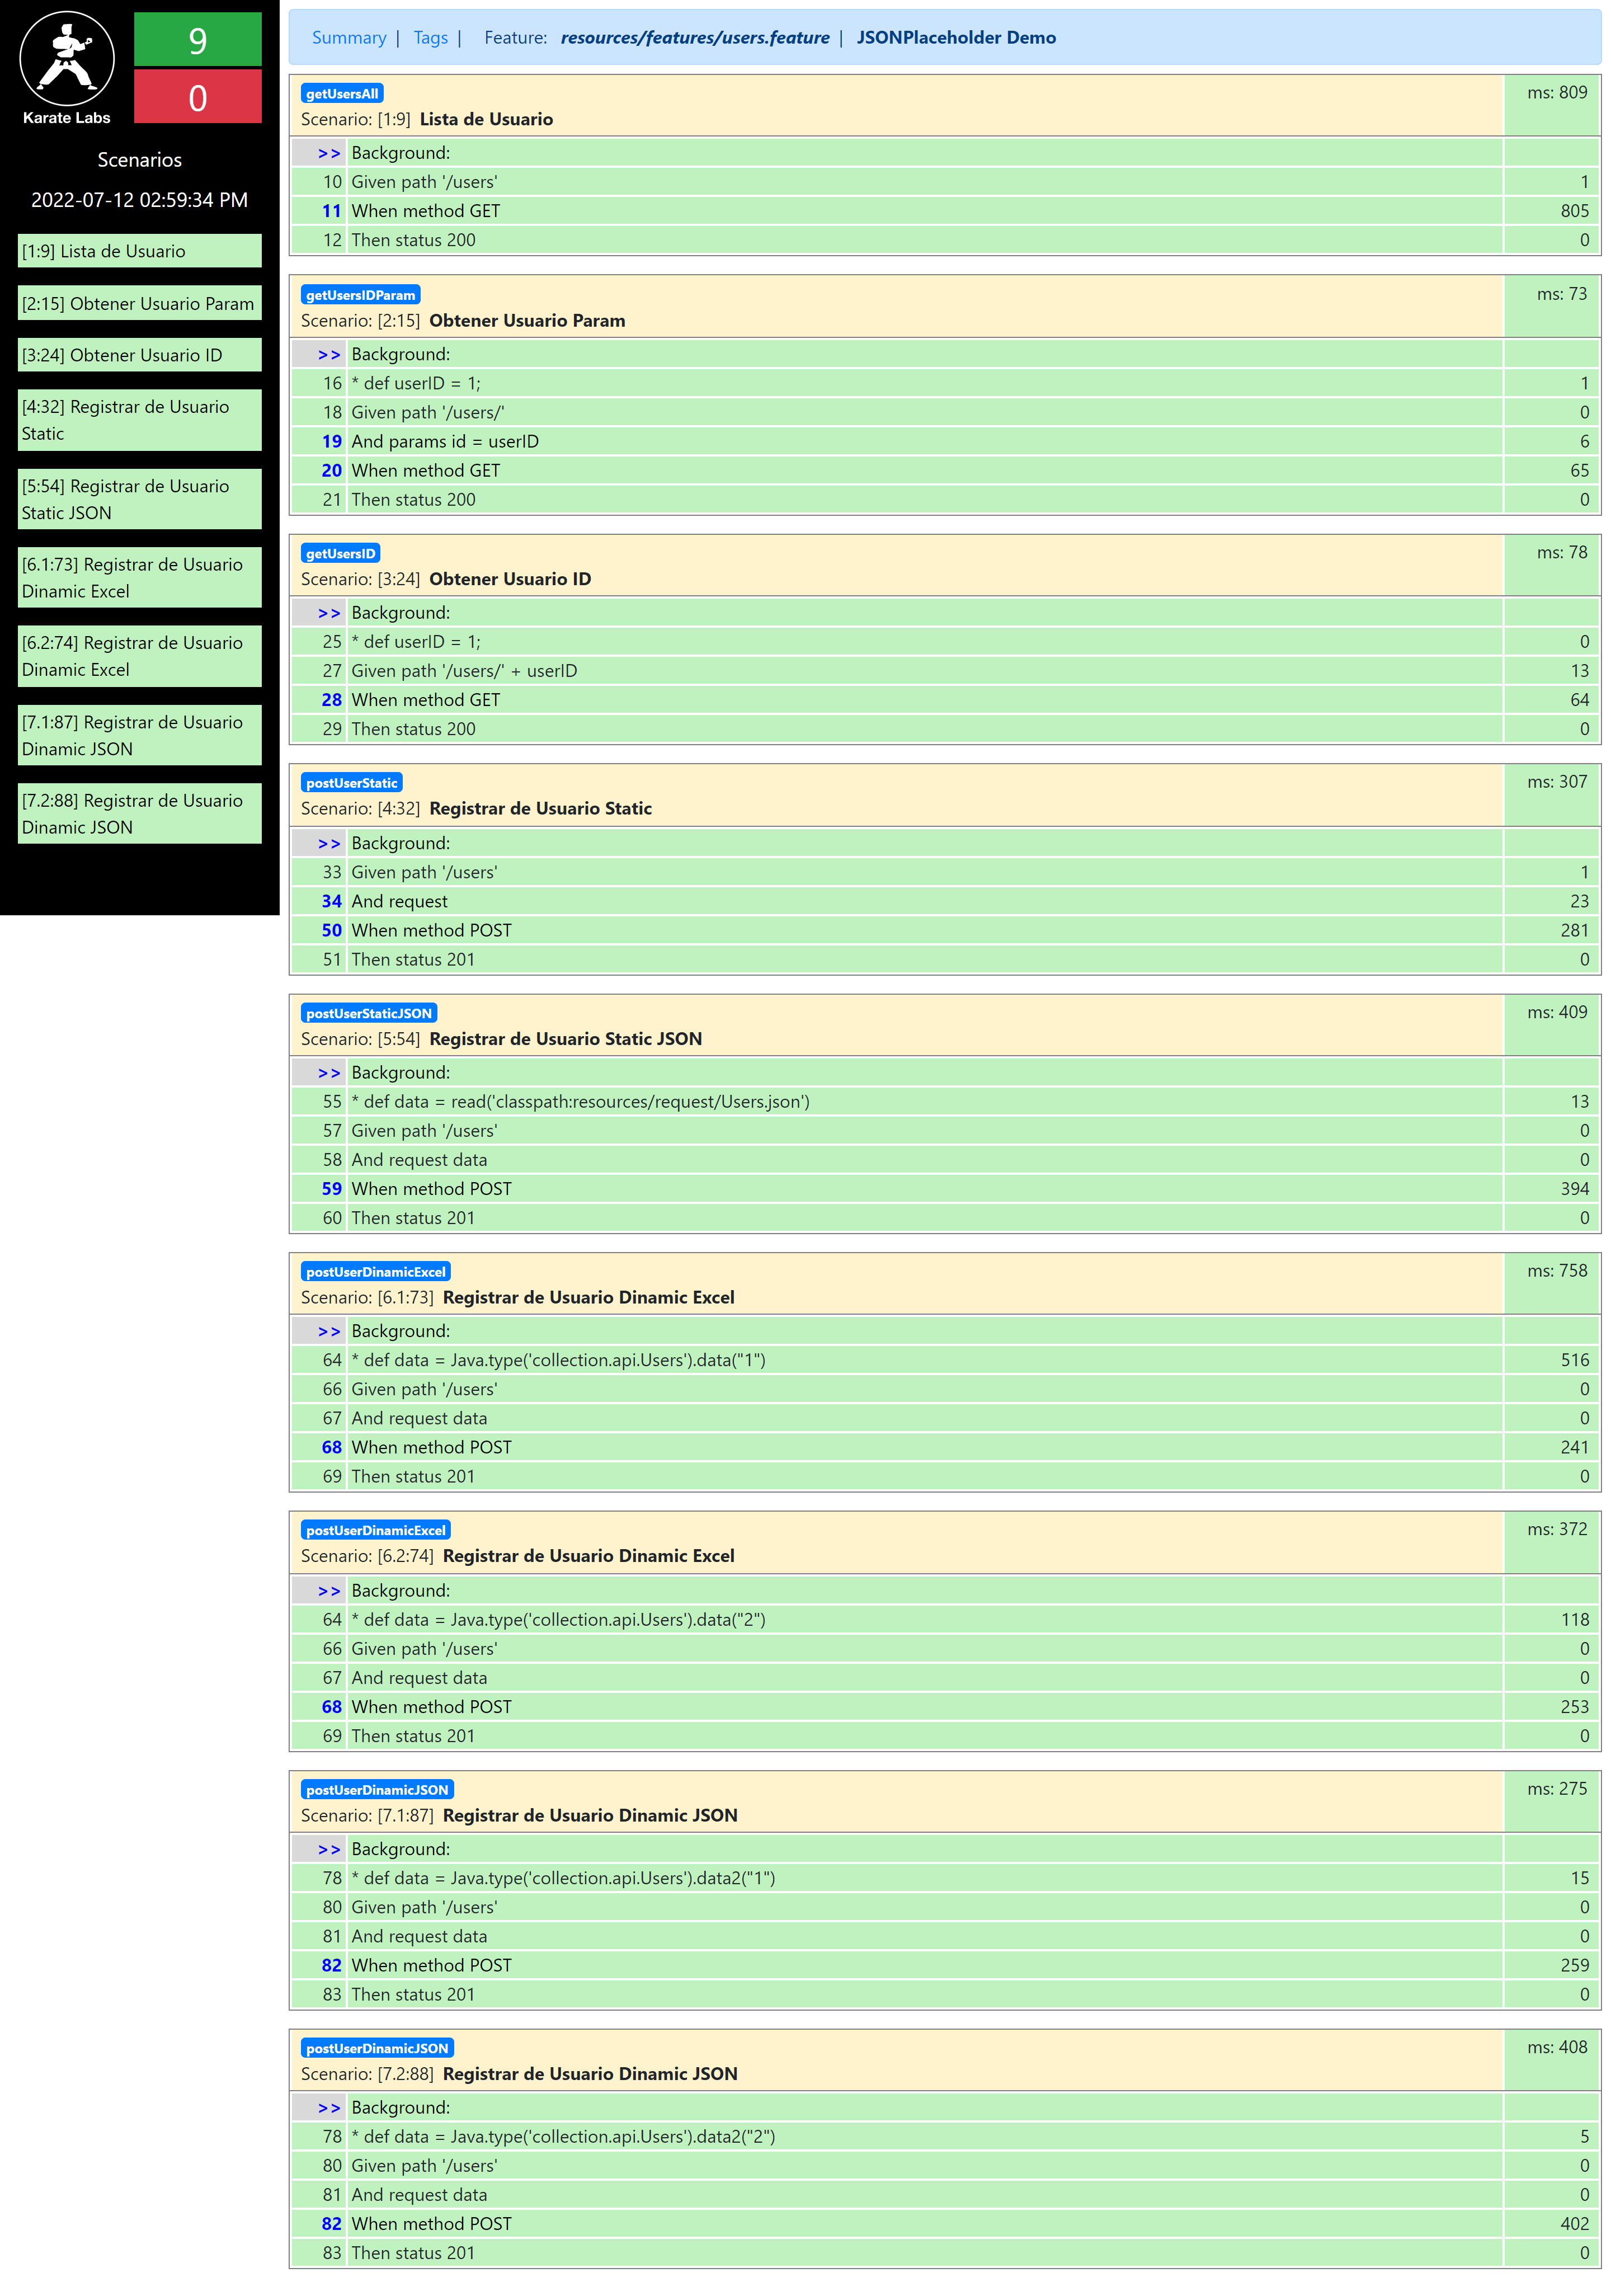 Karate Labs
9
0
Scenarios
2022-07-12 02:59:34 PM
[1:9] Lista de Usuario
[2:15] Obtener Usuario Param
[3:24] Obtener Usuario ID
[4:32] Registrar de Usuario
Static
[5:54] Registrar de Usuario
Static JSON
[6.1:73] Registrar de Usuario
Dinamic Excel
[6.2:74] Registrar de Usuario
Dinamic Excel
[7.1:87] Registrar de Usuario
Dinamic JSON
[7.2:88] Registrar de Usuario
Dinamic JSON
Summary | Tags | Feature: resources/features/users.feature | JSONPlaceholder Demo
getUsersAll ms: 809
Scenario: [1:9] Lista de Usuario
>> Background:
10 Given path '/users' 1
11 When method GET 805
12 Then status 200 0
getUsersIDParam ms: 73
Scenario: [2:15] Obtener Usuario Param
>> Background:
16 * def userID = 1; 1
18 Given path '/users/' 0
19 And params id = userID 6
20 When method GET 65
21 Then status 200 0
getUsersID ms: 78
Scenario: [3:24] Obtener Usuario ID
>> Background:
25 * def userID = 1; 0
27 Given path '/users/' + userID 13
28 When method GET 64
29 Then status 200 0
postUserStatic ms: 307
Scenario: [4:32] Registrar de Usuario Static
>> Background:
33 Given path '/users' 1
34 And request 23
50 When method POST 281
51 Then status 201 0
postUserStaticJSON ms: 409
Scenario: [5:54] Registrar de Usuario Static JSON
>> Background:
55 * def data = read('classpath:resources/request/Users.json') 13
57 Given path '/users' 0
58 And request data 0
59 When method POST 394
60 Then status 201 0
postUserDinamicExcel ms: 758
Scenario: [6.1:73] Registrar de Usuario Dinamic Excel
>> Background:
64 * def data = Java.type('collection.api.Users').data("1") 516
66 Given path '/users' 0
67 And request data 0
68 When method POST 241
69 Then status 201 0
postUserDinamicExcel ms: 372
Scenario: [6.2:74] Registrar de Usuario Dinamic Excel
>> Background:
64 * def data = Java.type('collection.api.Users').data("2") 118
66 Given path '/users' 0
67 And request data 0
68 When method POST 253
69 Then status 201 0
postUserDinamicJSON ms: 275
Scenario: [7.1:87] Registrar de Usuario Dinamic JSON
>> Background:
78 * def data = Java.type('collection.api.Users').data2("1") 15
80 Given path '/users' 0
81 And request data 0
82 When method POST 259
83 Then status 201 0
postUserDinamicJSON ms: 408
Scenario: [7.2:88] Registrar de Usuario Dinamic JSON
>> Background:
78 * def data = Java.type('collection.api.Users').data2("2") 5
80 Given path '/users' 0
81 And request data 0
82 When method POST 402
83 Then status 201 0